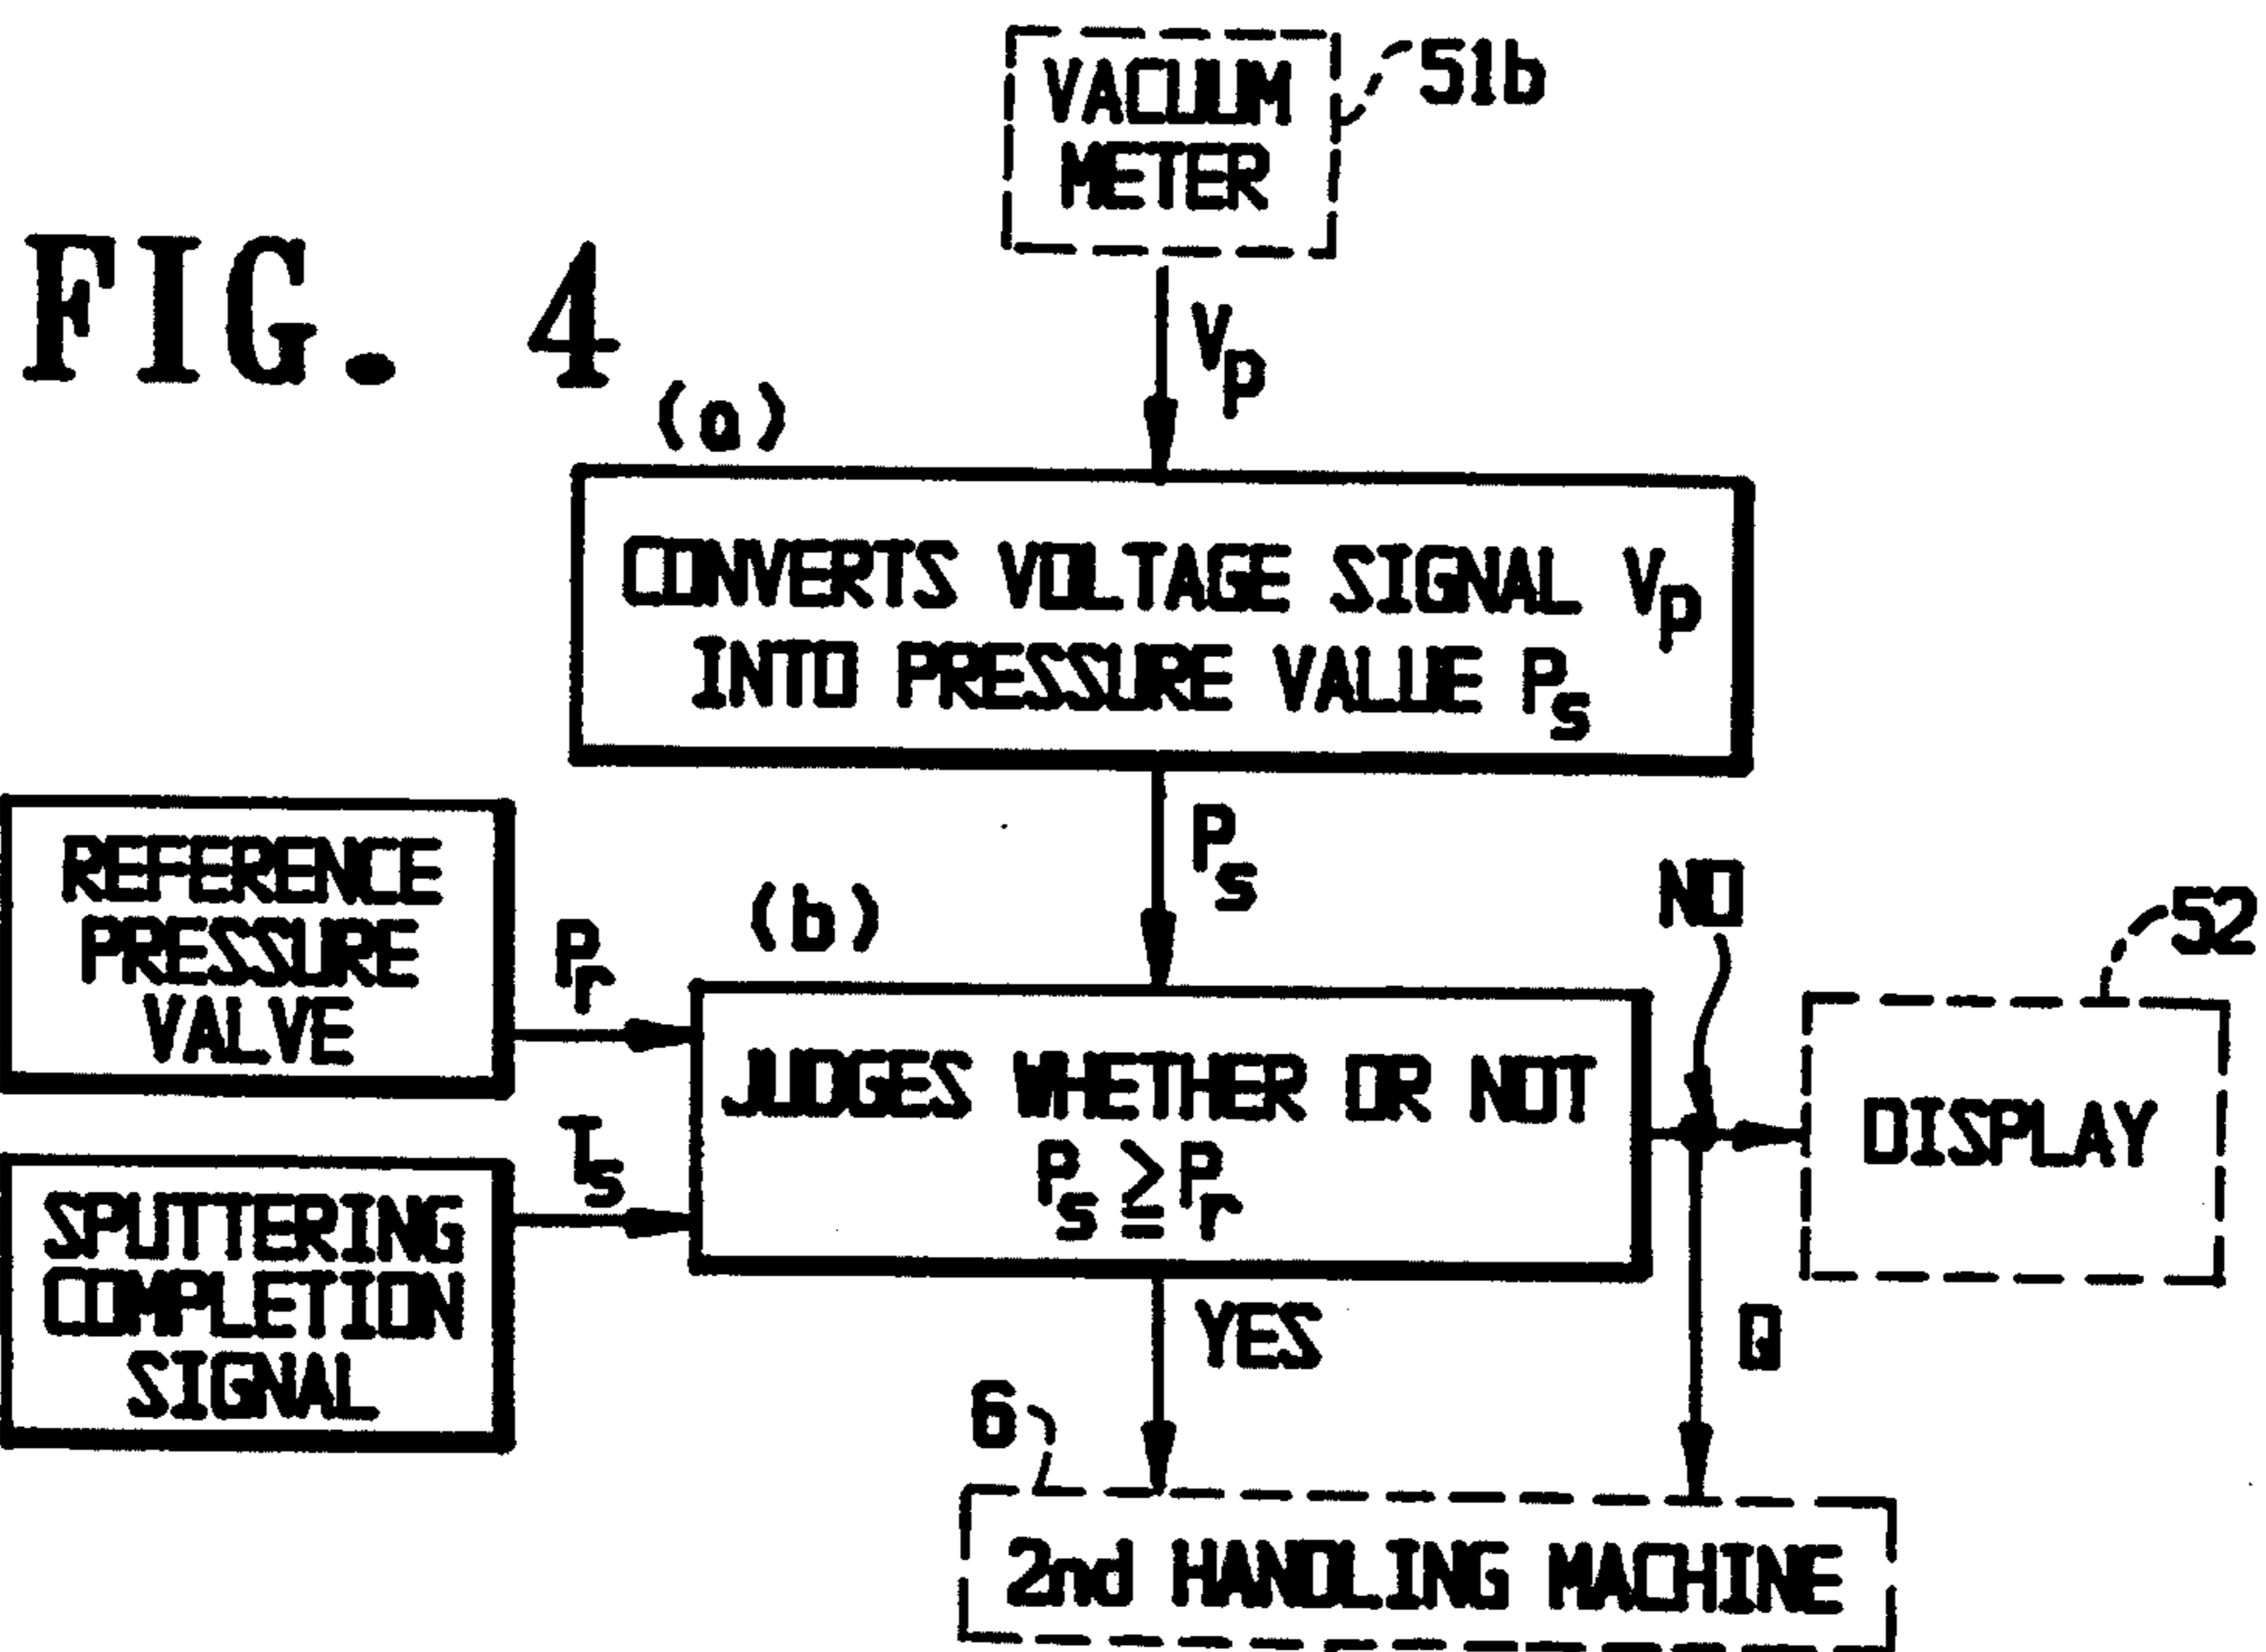 FIG. 4
VACUUM
METER
51b
Vp
(a)
CONVERTS VOLTAGE SIGNAL Vp
INTO PRESSURE VALUE Ps
Ps
REFERENCE
PRESSURE
VALVE
Pr
(b)
NO
52
JUDGES WHETHER OR NOT
Ps ≧ Pr
DISPLAY
Ts
SPUTTERING
COMPLETION
SIGNAL
YES
Q
6
2nd HANDLING MACHINE